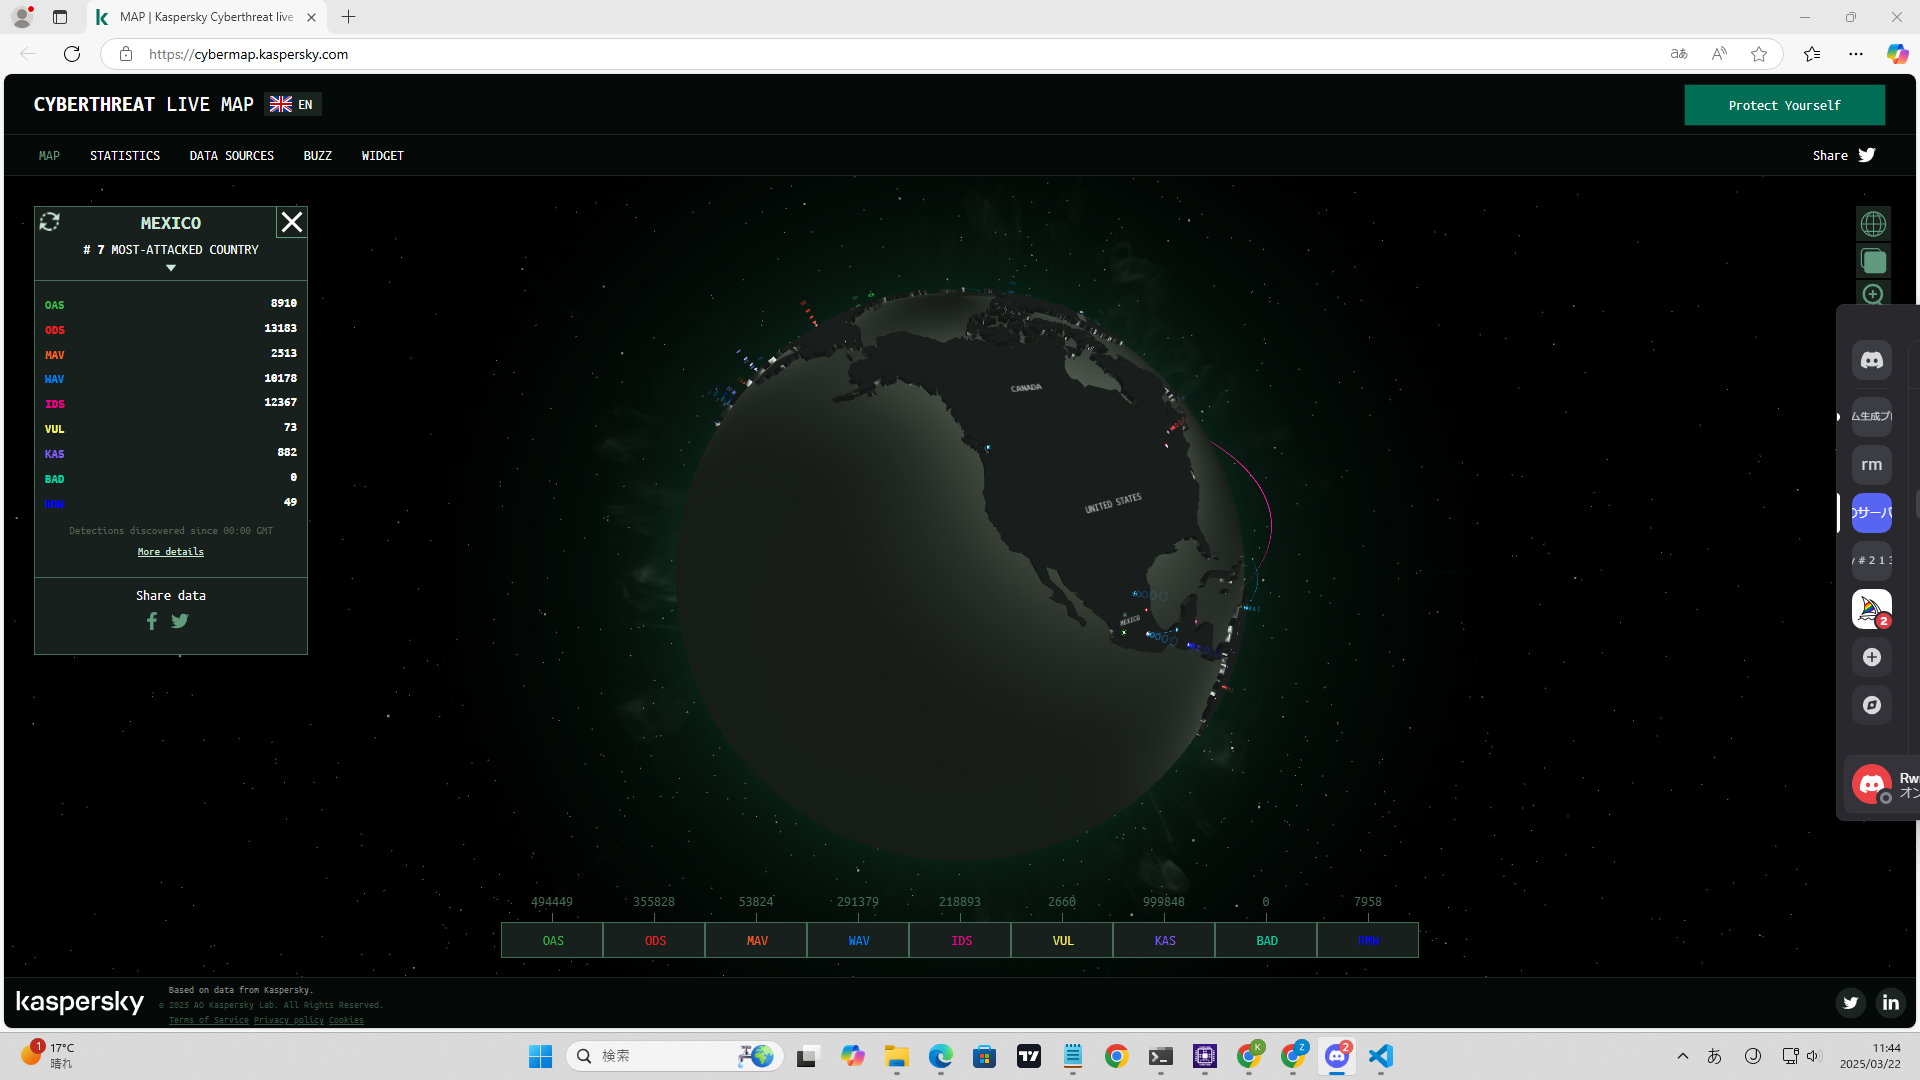 MAP | Kaspersky Cyberthreat live
https://cybermap.kaspersky.com
CYBERTHREAT LIVE MAP
EN
Protect Yourself
MAP
STATISTICS
DATA SOURCES
BUZZ
WIDGET
Share
MEXICO
# 7 MOST-ATTACKED COUNTRY
OAS 8910
ODS 13183
MAV 2513
WAV 10178
IDS 12367
VUL 73
KAS 882
BAD 0
RMW 49
Detections discovered since 00:00 GMT
More details
Share data
CANADA
UNITED STATES
MEXICO
ム生成プ
rm
のサーバ
y # 2 1 3
2
Rw
オン
494449 355828 53824 291379 218893 2660 999848 0 7958
OAS ODS MAV WAV IDS VUL KAS BAD RMW
kaspersky
Based on data from Kaspersky.
© 2025 AO Kaspersky Lab. All Rights Reserved.
Terms of Service Privacy policy Cookies
1
17°C
晴れ
検索
K
Z
2
あ
11:44
2025/03/22